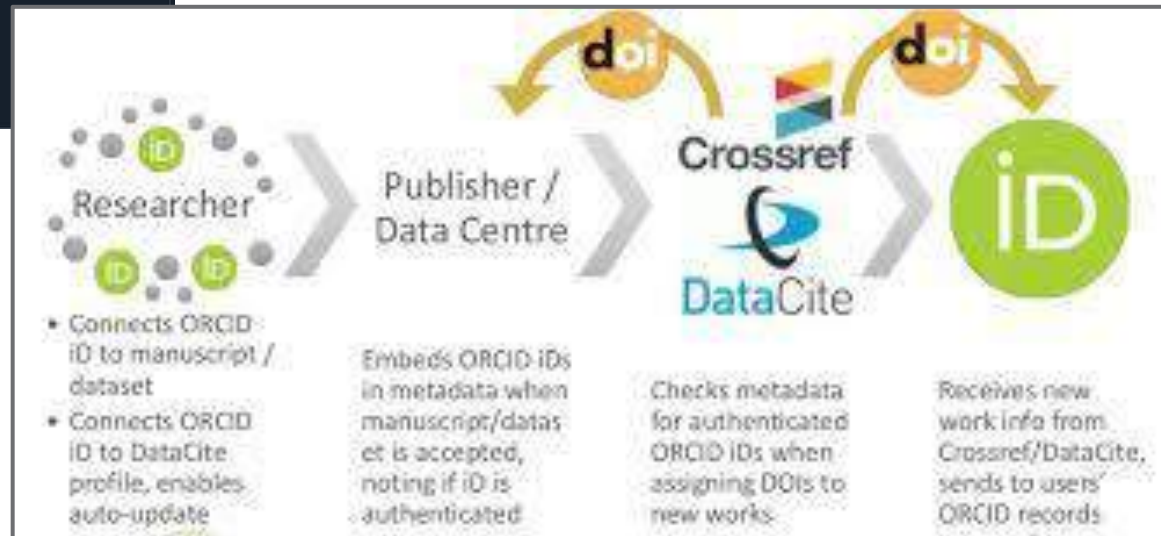 doi
doi
iD
Researcher
iD
iD
Publisher /
Data Centre
Crossref
DataCite
iD
• Connects ORCID
iD to manuscript /
dataset
• Connects ORCID
iD to DataCite
profile, enables
auto-update
Embeds ORCID iDs
in metadata when
manuscript/datas
et is accepted,
noting if iD is
authenticated
Checks metadata
for authenticated
ORCID iDs when
assigning DOIs to
new works
Receives new
work info from
Crossref/DataCite,
sends to users'
ORCID records